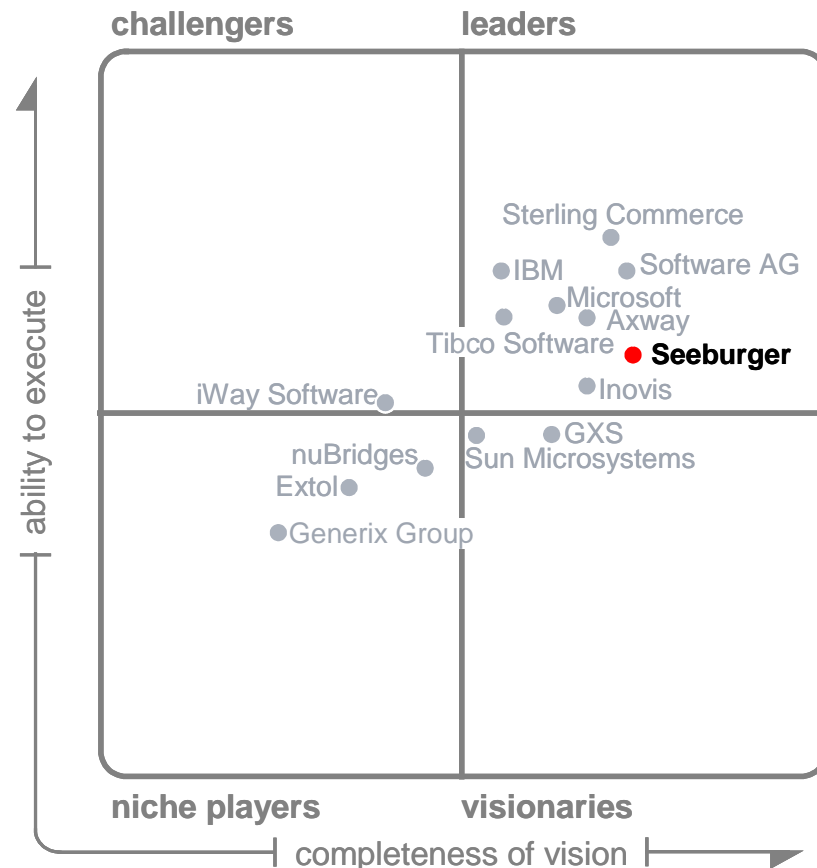 challengers
leaders
Sterling Commerce
IBM
Software AG
Microsoft
Axway
Tibco Software
Seeburger
iWay Software
Inovis
nuBridges
GXS
Sun Microsystems
Extol
Generix Group
ability to execute
niche players
visionaries
completeness of vision